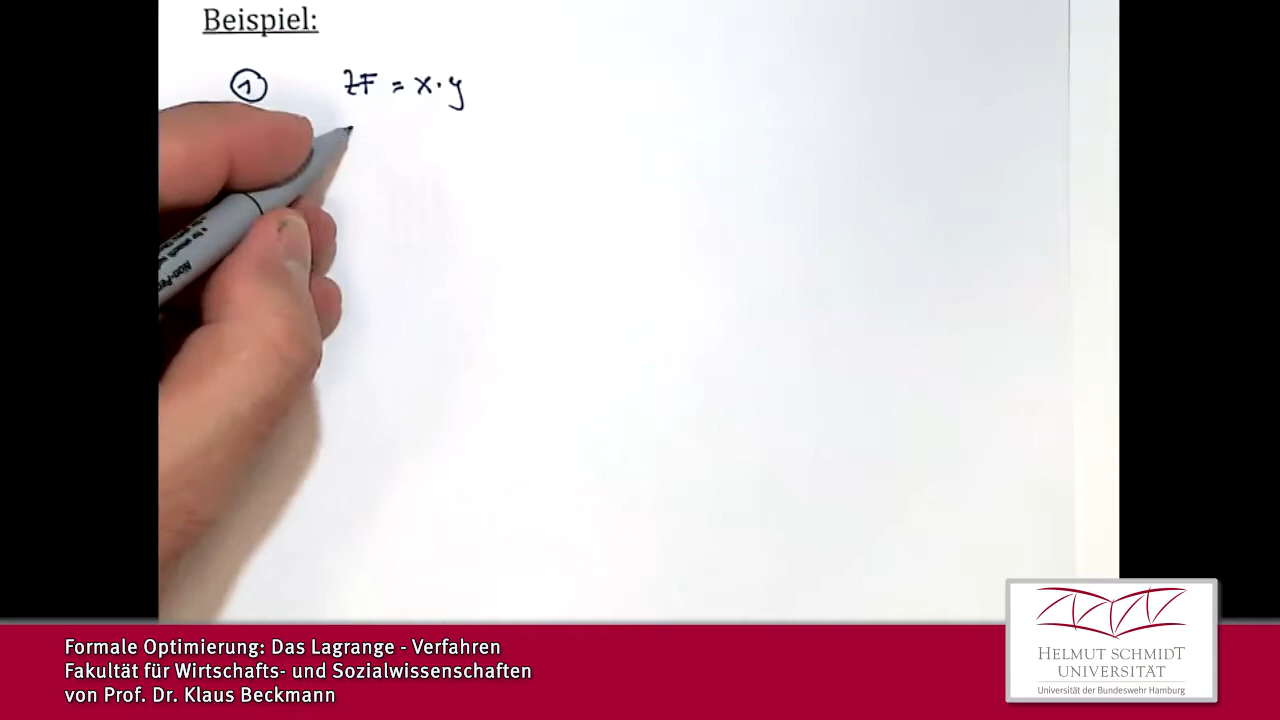 Beispiel:
① ZF = x · y
Formale Optimierung: Das Lagrange - Verfahren
Fakultät für Wirtschafts- und Sozialwissenschaften
von Prof. Dr. Klaus Beckmann
HELMUT SCHMIDT
UNIVERSITÄT
Universität der Bundeswehr Hamburg